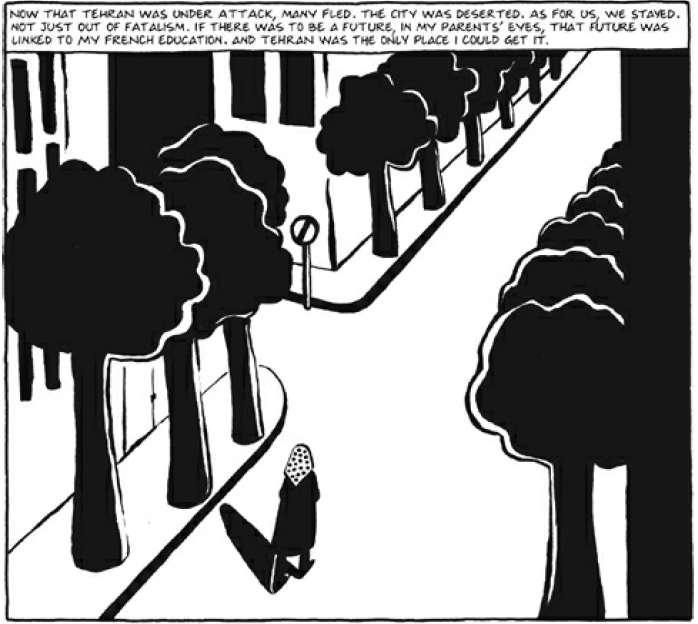 NOW THAT TEHRAN WAS UNDER ATTACK, MANY FLED. THE CITY WAS DESERTED. AS FOR US, WE STAYED.
NOT JUST OUT OF FATALISM. IF THERE WAS TO BE A FUTURE, IN MY PARENTS' EYES, THAT FUTURE WAS
LINKED TO MY FRENCH EDUCATION. AND TEHRAN WAS THE ONLY PLACE I COULD GET IT.